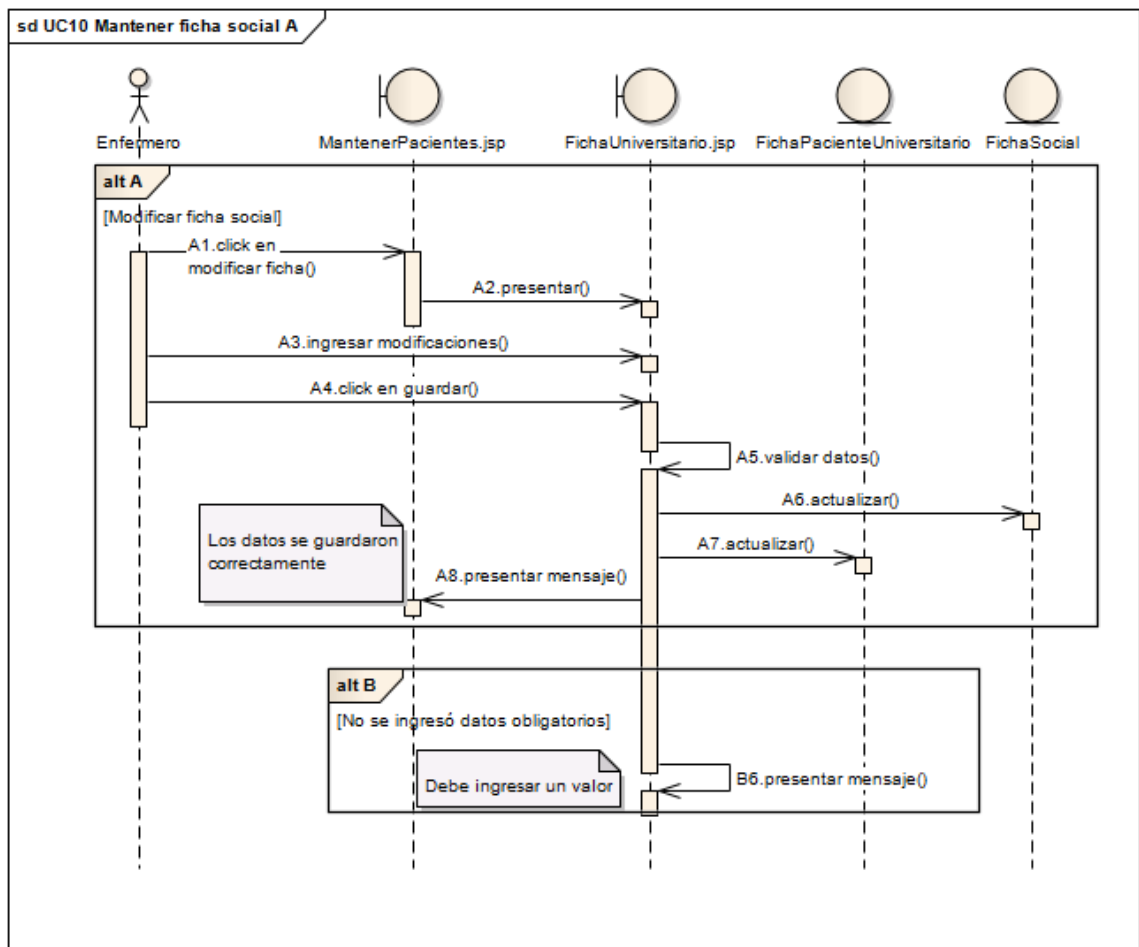 sd UC10 Mantener ficha social A
Enfermero
MantenerPacientes.jsp
FichaUniversitario.jsp
FichaPacienteUniversitario
FichaSocial
alt A
[Modificar ficha social]
A1.click en
modificar ficha()
A2.presentar()
A3.ingresar modificaciones()
A4.click en guardar()
A5.validar datos()
A6.actualizar()
A7.actualizar()
Los datos se guardaron
correctamente
A8.presentar mensaje()
alt B
[No se ingresó datos obligatorios]
Debe ingresar un valor
B6.presentar mensaje()